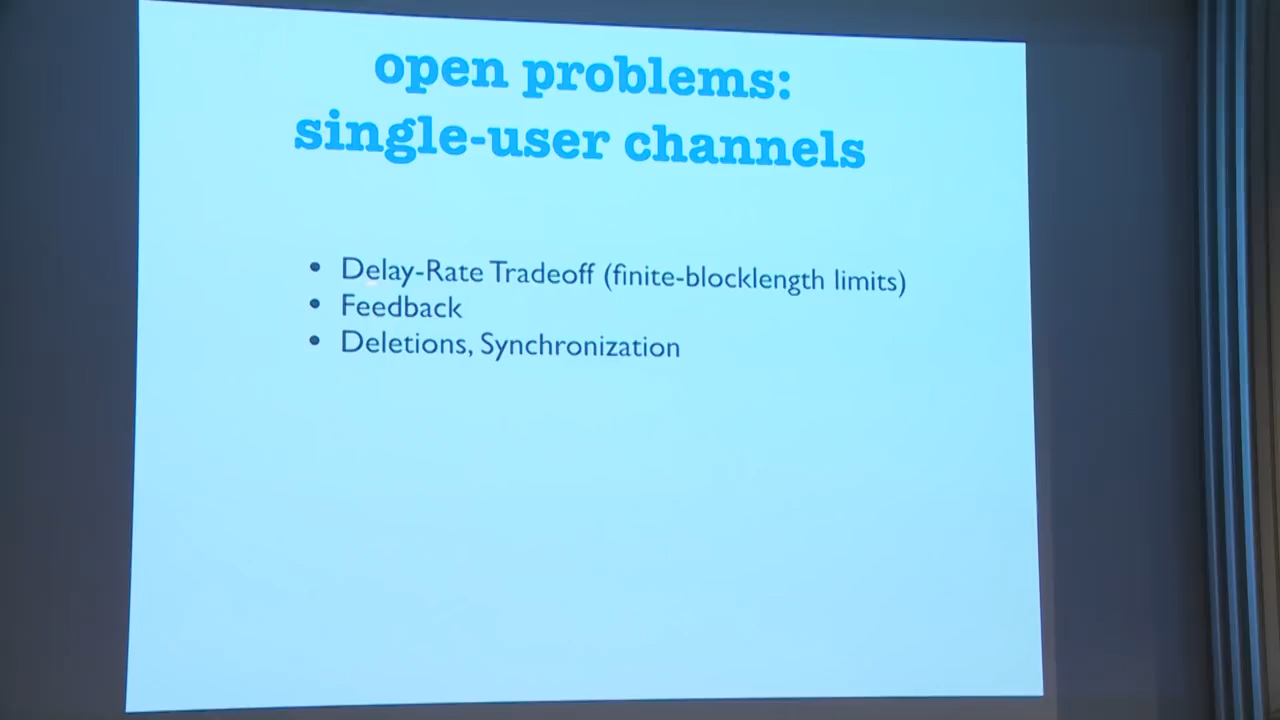 open problems:
single-user channels
• Delay-Rate Tradeoff (finite-blocklength limits)
• Feedback
• Deletions, Synchronization